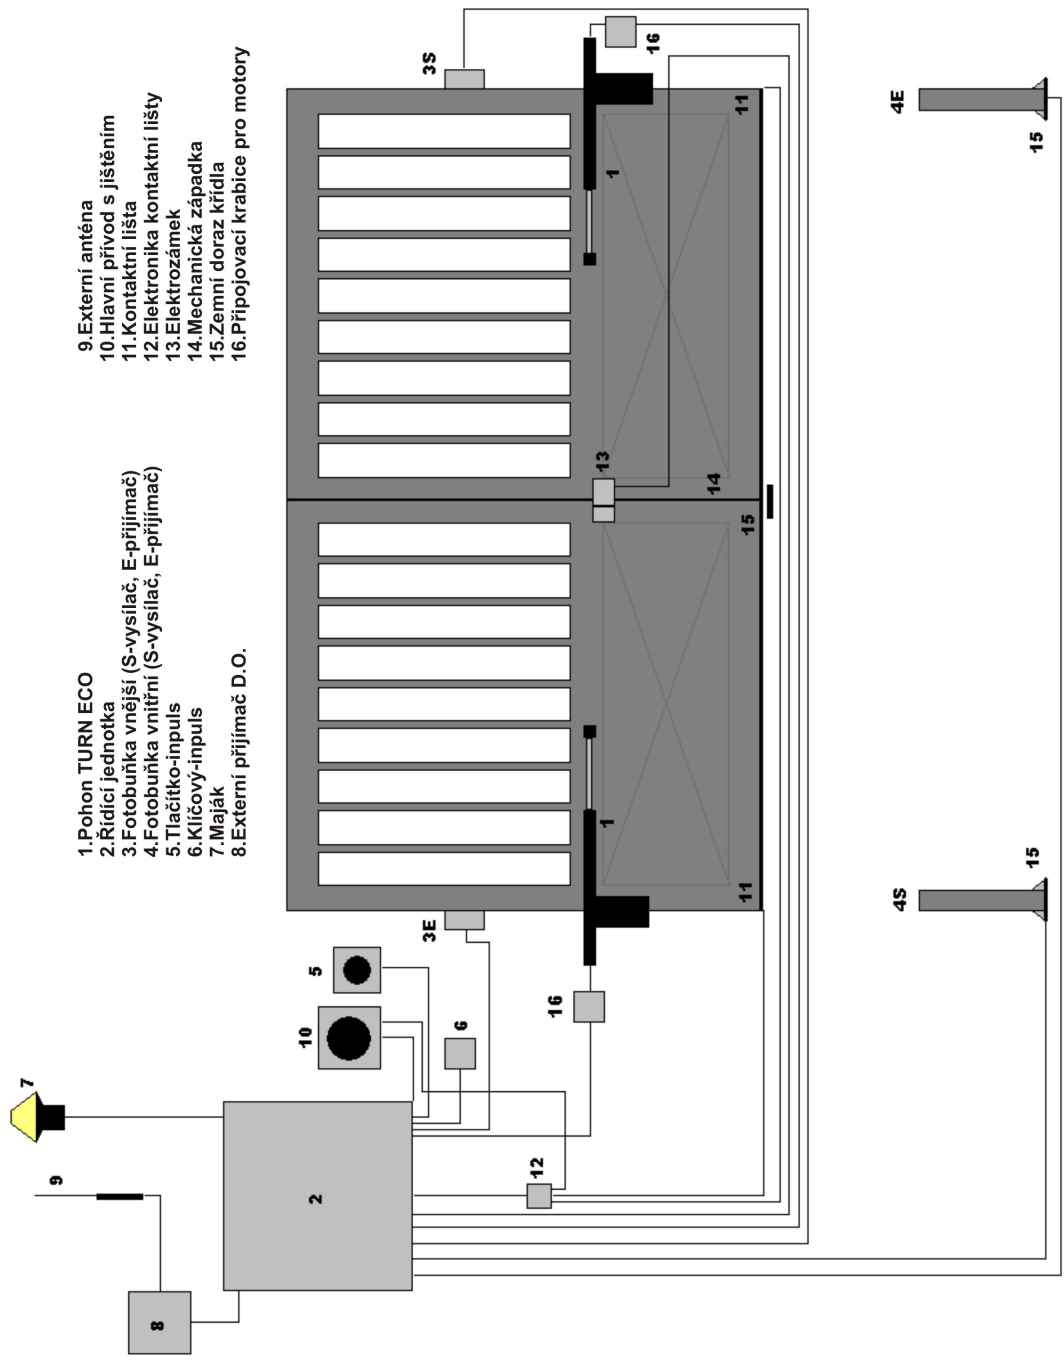 7
9
1.Pohon TURN ECO
2.Řídící jednotka
3.Fotobuňka vnější (S-vysílač, E-přijímač)
4.Fotobuňka vnitřní (S-vysílač, E-přijímač)
5.Tlačítko-inpuls
6.Klíčový-inpuls
7.Maják
8.Externí přijímač D.O.
9.Externí anténa
10.Hlavní přívod s jištěním
11.Kontaktní lišta
12.Elektronika kontaktní lišty
13.Elektrozámek
14.Mechanická západka
15.Zemní doraz křídla
16.Připojovací krabice pro motory
8
2
10
5
3E
3S
6
12
16
1
13
1
16
14
11
15
11
4S
4E
15
15